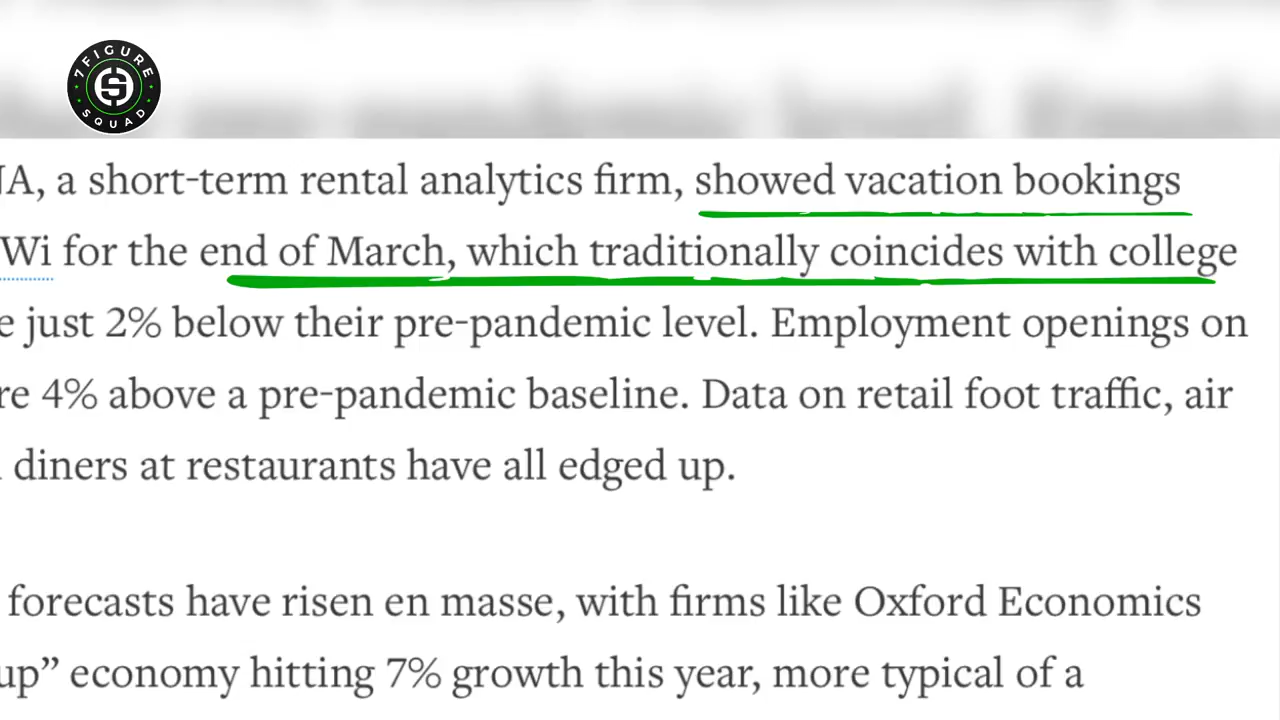 7 FIGURE SQUAD
A, a short-term rental analytics firm, showed vacation bookings
Wi for the end of March, which traditionally coincides with college
e just 2% below their pre-pandemic level. Employment openings on
re 4% above a pre-pandemic baseline. Data on retail foot traffic, air
diners at restaurants have all edged up.
forecasts have risen en masse, with firms like Oxford Economics
up” economy hitting 7% growth this year, more typical of a